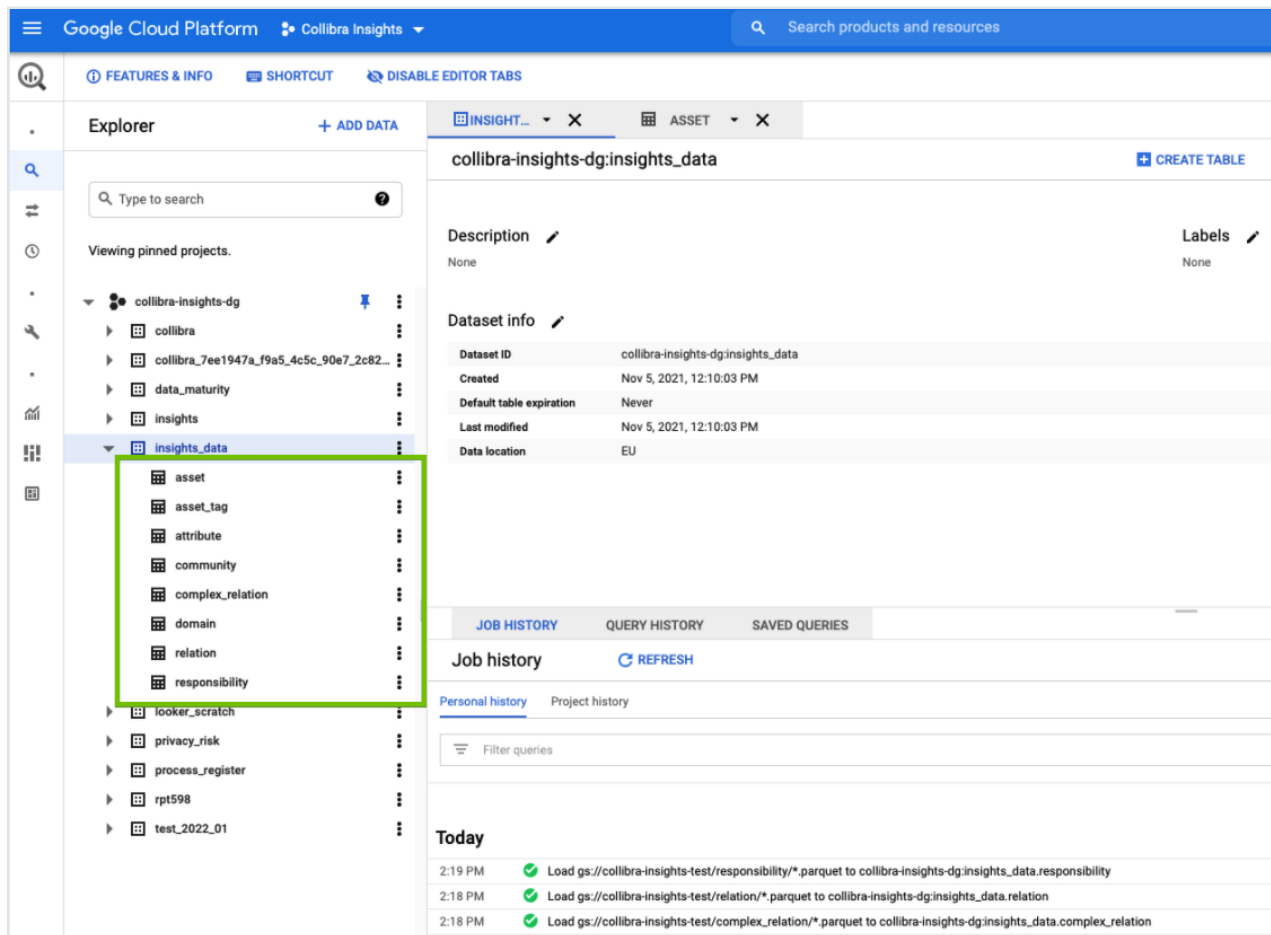 Google Cloud Platform Collibra Insights Search products and resources
FEATURES & INFO SHORTCUT DISABLE EDITOR TABS
Explorer + ADD DATA
Type to search
Viewing pinned projects.
collibra-insights-dg
collibra
collibra_7ee1947a_f9a5_4c5c_90e7_2c82...
data_maturity
insights
insights_data
asset
asset_tag
attribute
community
complex_relation
domain
relation
responsibility
looker_scratch
privacy_risk
process_register
rpt598
test_2022_01
INSIGHT... ASSET
collibra-insights-dg:insights_data CREATE TABLE
Description Labels
None None
Dataset info
Dataset ID collibra-insights-dg:insights_data
Created Nov 5, 2021, 12:10:03 PM
Default table expiration Never
Last modified Nov 5, 2021, 12:10:03 PM
Data location EU
JOB HISTORY QUERY HISTORY SAVED QUERIES
Job history REFRESH
Personal history Project history
Filter queries
Today
2:19 PM Load gs://collibra-insights-test/responsibility/*.parquet to collibra-insights-dg:insights_data.responsibility
2:18 PM Load gs://collibra-insights-test/relation/*.parquet to collibra-insights-dg:insights_data.relation
2:18 PM Load gs://collibra-insights-test/complex_relation/*.parquet to collibra-insights-dg:insights_data.complex_relation